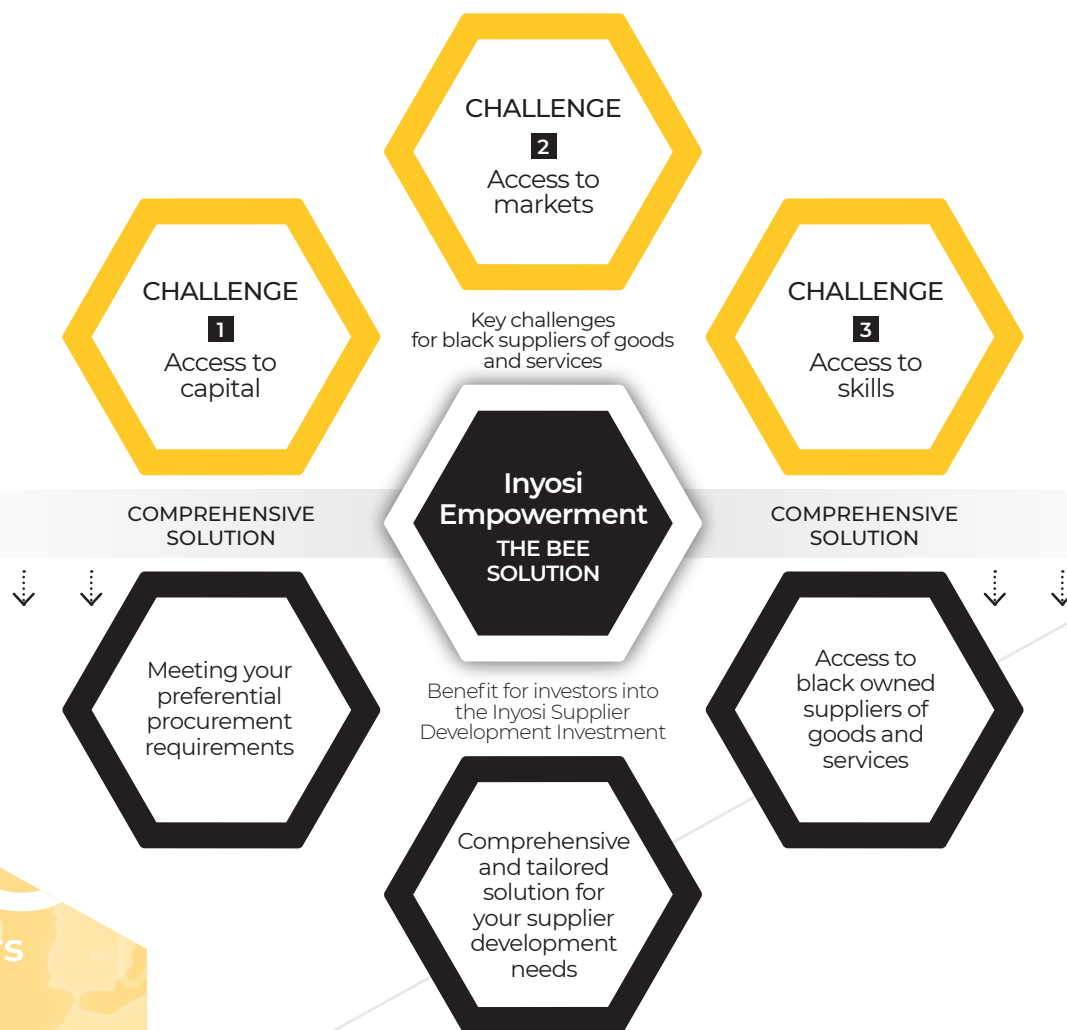 CHALLENGE
1
Access to
capital
CHALLENGE
2
Access to
markets
CHALLENGE
3
Access to
skills
Key challenges
for black suppliers of goods
and services
COMPREHENSIVE
SOLUTION
Inyosi
Empowerment
THE BEE
SOLUTION
COMPREHENSIVE
SOLUTION
Meeting your
preferential
procurement
requirements
Benefit for investors into
the Inyosi Supplier
Development Investment
Access to
black owned
suppliers of
goods and
services
Comprehensive
and tailored
solution for
your supplier
development
needs